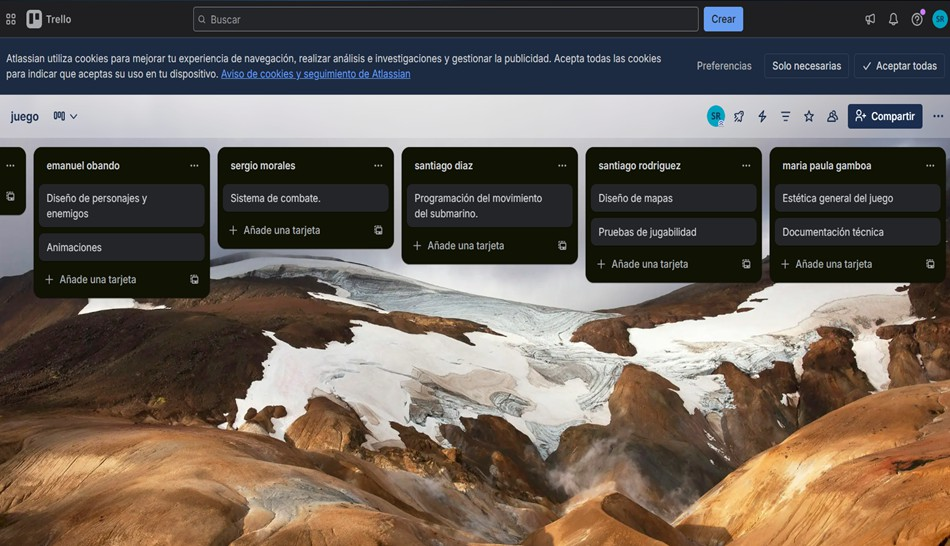 Trello
Buscar
Crear
SR
Atlassian utiliza cookies para mejorar tu experiencia de navegación, realizar análisis e investigaciones y gestionar la publicidad. Acepta todas las cookies
para indicar que aceptas su uso en tu dispositivo. Aviso de cookies y seguimiento de Atlassian
Preferencias
Solo necesarias
Aceptar todas
juego
SR
Compartir
emanuel obando
Diseño de personajes y
enemigos
Animaciones
Añade una tarjeta
sergio morales
Sistema de combate.
Añade una tarjeta
santiago diaz
Programación del movimiento
del submarino.
Añade una tarjeta
santiago rodriguez
Diseño de mapas
Pruebas de jugabilidad
Añade una tarjeta
maria paula gamboa
Estética general del juego
Documentación técnica
Añade una tarjeta